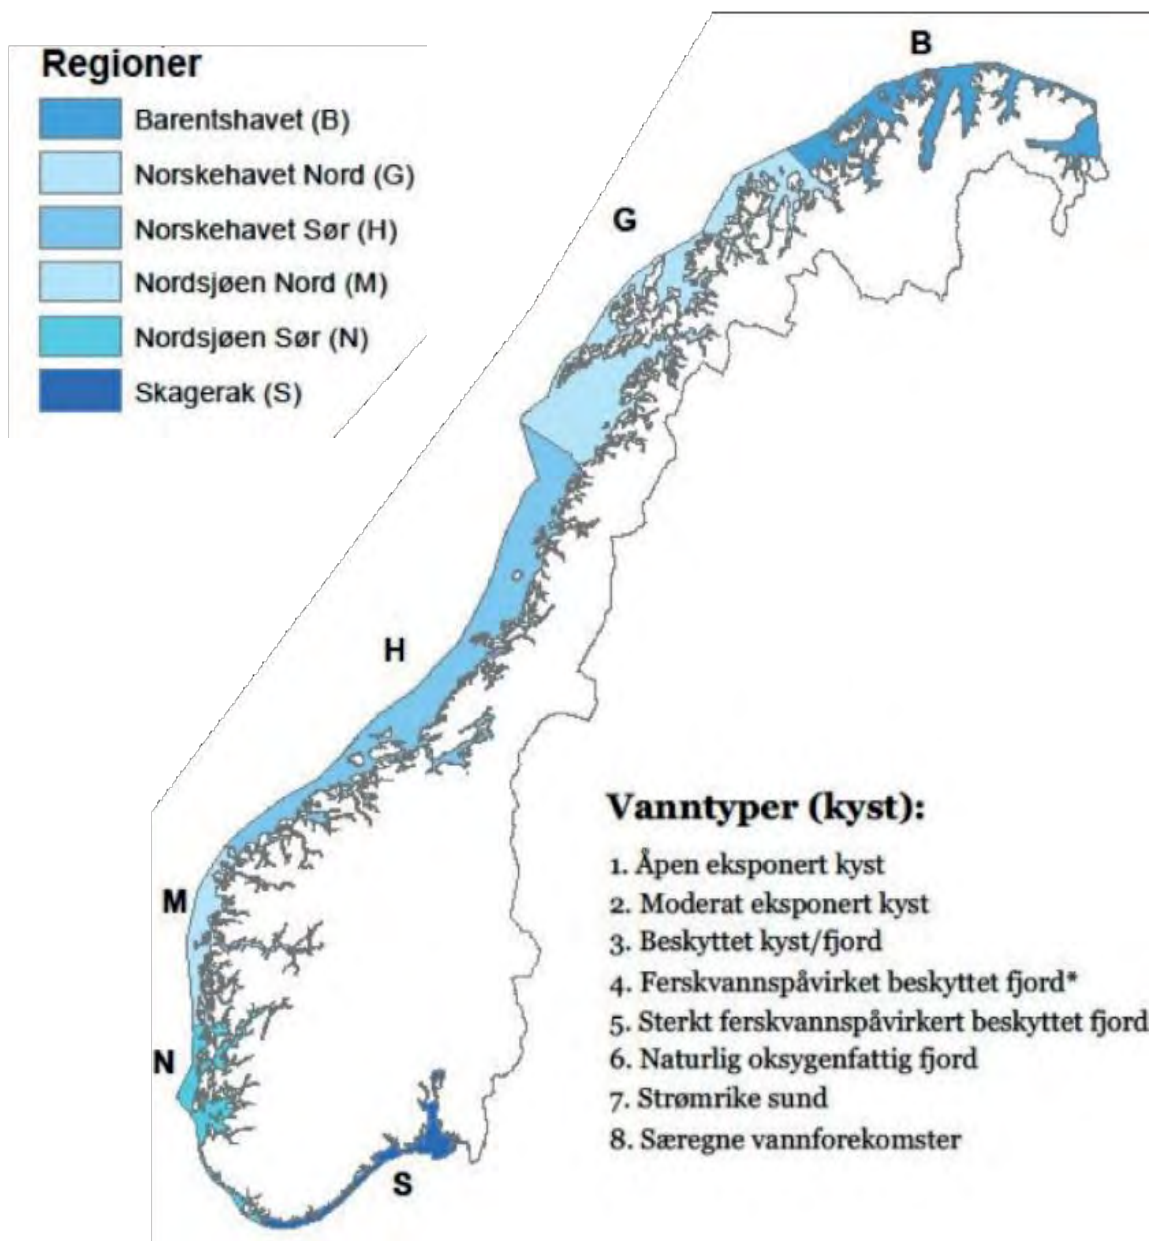 Regioner
Barentshavet (B)
Norskehavet Nord (G)
Norskehavet Sør (H)
Nordsjøen Nord (M)
Nordsjøen Sør (N)
Skagerak (S)
B
G
H
M
N
S
Vanntyper (kyst):
1. Åpen eksponert kyst
2. Moderat eksponert kyst
3. Beskyttet kyst/fjord
4. Ferskvannspåvirket beskyttet fjord*
5. Sterkt ferskvannspåvirkert beskyttet fjord
6. Naturlig oksygenfattig fjord
7. Strømrike sund
8. Særegne vannforekomster